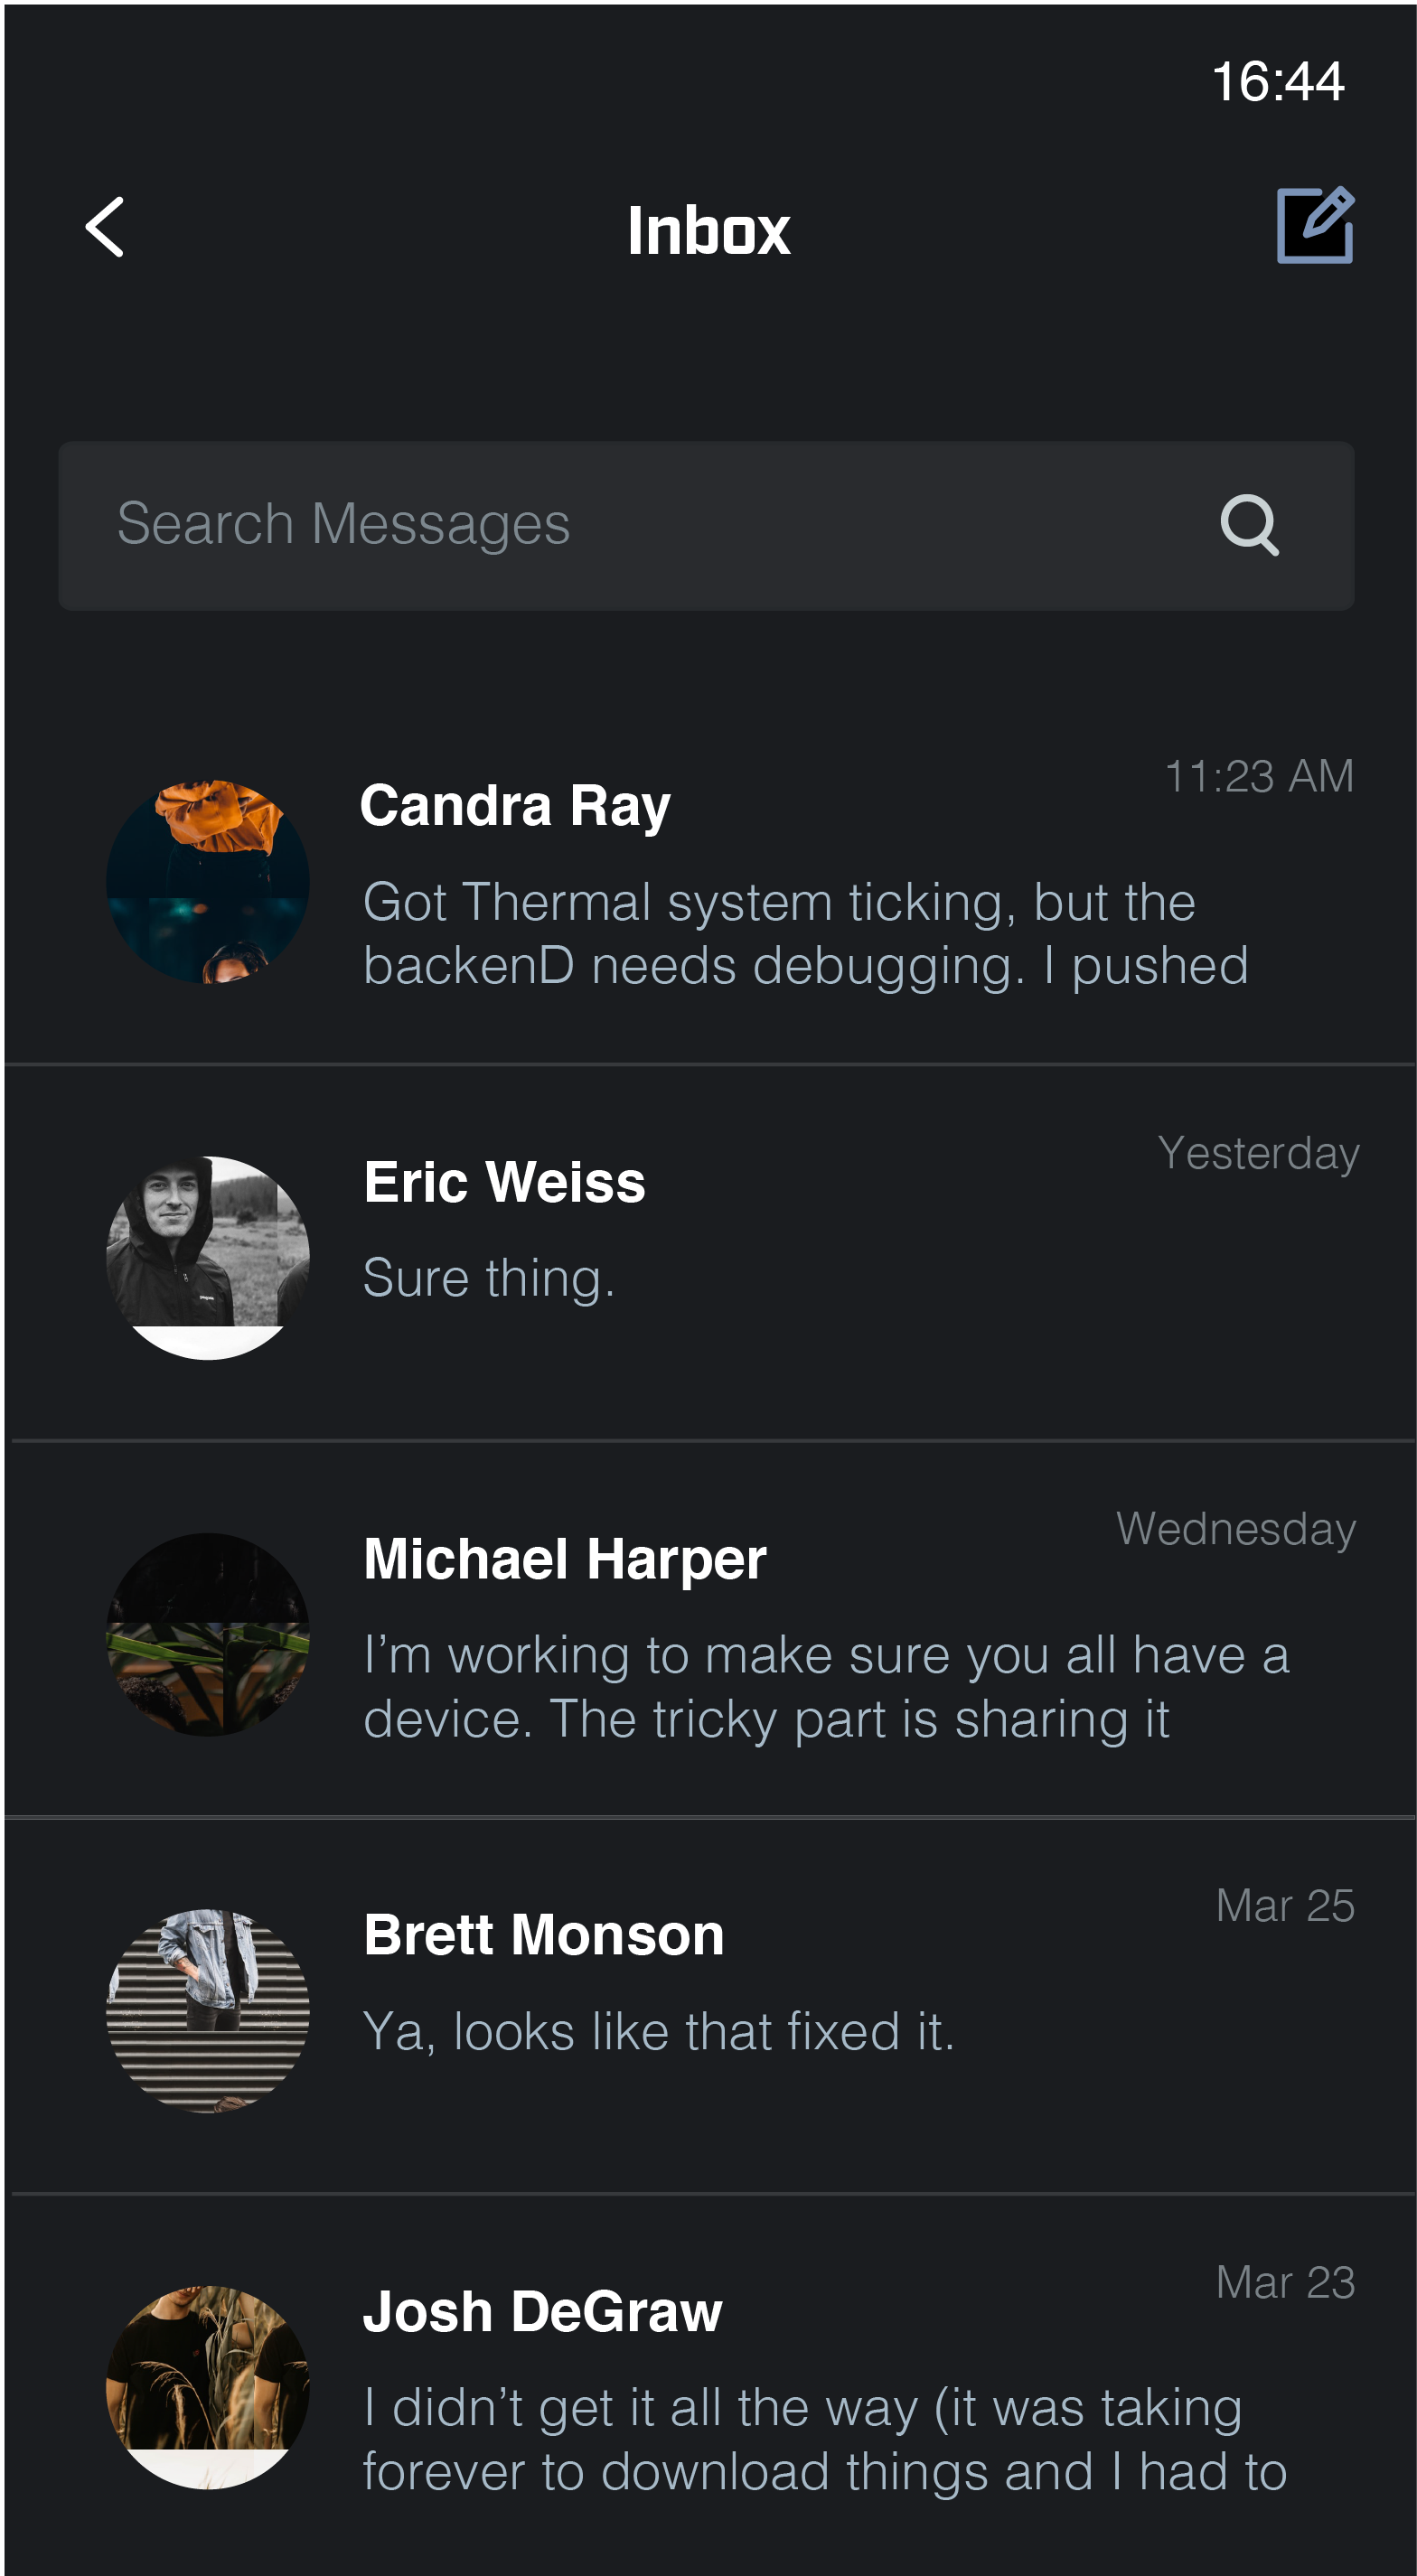 16:44
Inbox
Search Messages
11:23 AM
Candra Ray
Got Thermal system ticking, but the
backenD needs debugging. I pushed
Yesterday
Eric Weiss
Sure thing.
Wednesday
Michael Harper
I’m working to make sure you all have a
device. The tricky part is sharing it
Mar 25
Brett Monson
Ya, looks like that fixed it.
Mar 23
Josh DeGraw
I didn’t get it all the way (it was taking
forever to download things and I had to